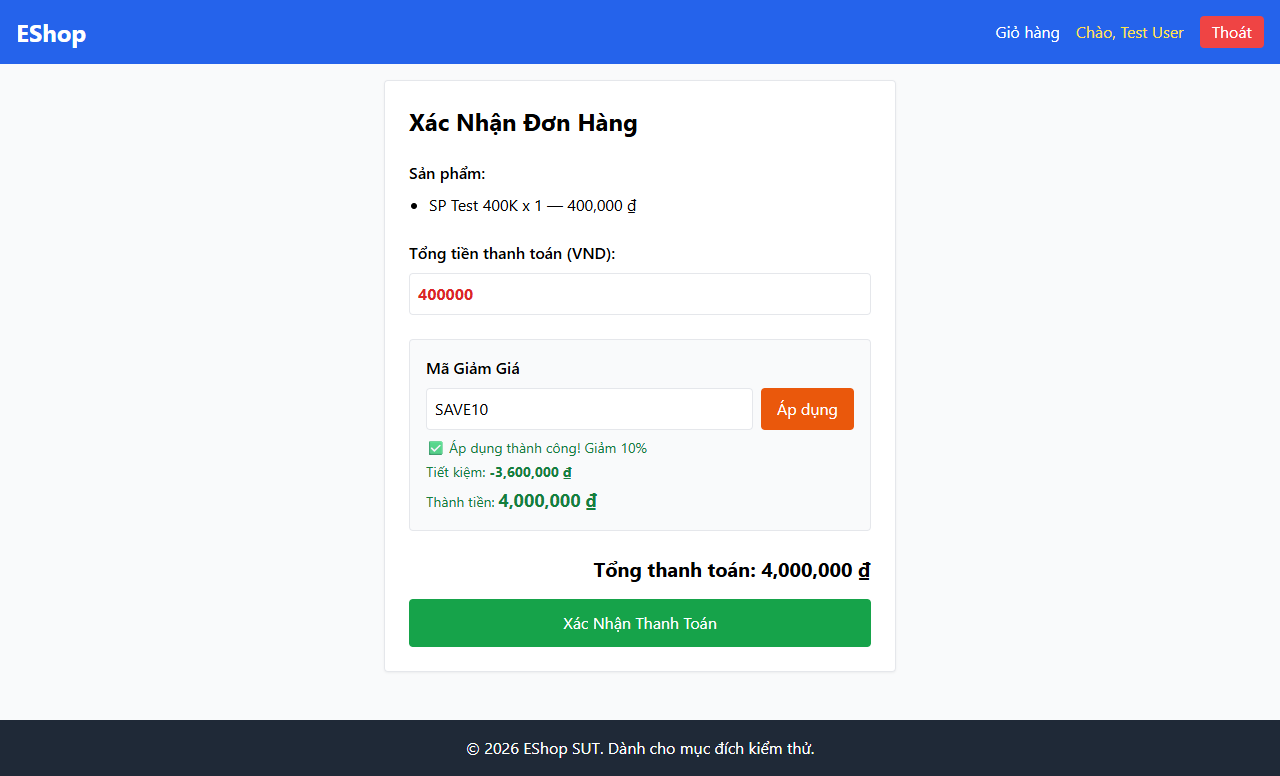 EShop
Giỏ hàng
Chào, Test User
Thoát
Xác Nhận Đơn Hàng
Sản phẩm:
SP Test 400K x 1 — 400,000 ₫
Tổng tiền thanh toán (VND):
400000
Mã Giảm Giá
SAVE10
Áp dụng
✅ Áp dụng thành công! Giảm 10%
Tiết kiệm: -3,600,000 ₫
Thành tiền: 4,000,000 ₫
Tổng thanh toán: 4,000,000 ₫
Xác Nhận Thanh Toán
© 2026 EShop SUT. Dành cho mục đích kiểm thử.